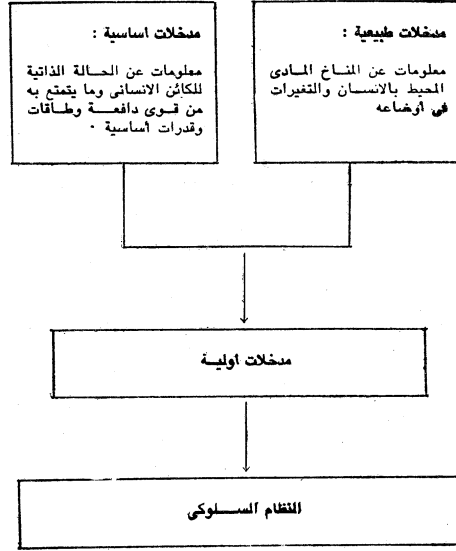 مدخلات طبيعية :
معلومات عن المناخ المادى
المحيط بالانسان والتغيرات
فى أوضاعه
مدخلات اساسية :
معلومات عن الحالة الذاتية
للكائن الانسانى وما يتمتع به
من قوى دافعة وطاقات
وقدرات أساسية ٠
مدخلات اولية
النظام السلوكى